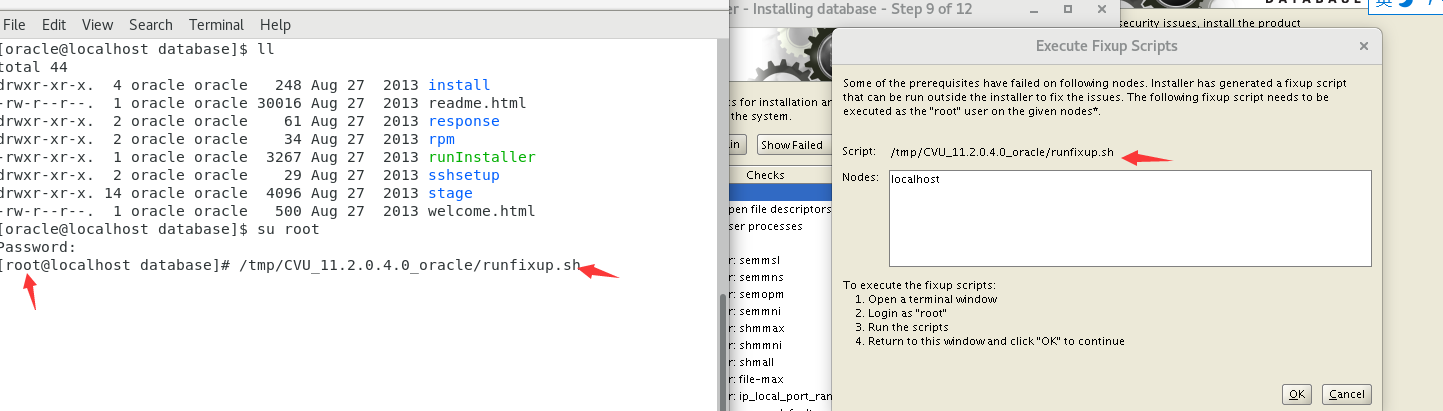 File Edit View Search Terminal Help
[oracle@localhost database]$ ll
total 44
drwxr-xr-x. 4 oracle oracle 248 Aug 27 2013 install
-rw-r--r--. 1 oracle oracle 30016 Aug 27 2013 readme.html
drwxr-xr-x. 2 oracle oracle 61 Aug 27 2013 response
drwxr-xr-x. 2 oracle oracle 34 Aug 27 2013 rpm
-rwxr-xr-x. 1 oracle oracle 3267 Aug 27 2013 runInstaller
drwxr-xr-x. 2 oracle oracle 29 Aug 27 2013 sshsetup
drwxr-xr-x. 14 oracle oracle 4096 Aug 27 2013 stage
-rw-r--r--. 1 oracle oracle 500 Aug 27 2013 welcome.html
[oracle@localhost database]$ su root
Password:
[root@localhost database]# /tmp/CVU_11.2.0.4.0_oracle/runfixup.sh
er - Installing database - Step 9 of 12
DATABASE
英
security issues, install the product
ks for installation an
the system.
in
Show Failed
Checks
pen file descriptors
ser processes
r: semmsl
r: semmns
r: semopm
r: semmni
r: shmmax
r: shmmni
r: shmall
r: file-max
r: ip_local_port_ran
Execute Fixup Scripts
Some of the prerequisites have failed on following nodes. Installer has generated a fixup script
that can be run outside the installer to fix the issues. The following fixup script needs to be
executed as the "root" user on the given nodes*.
Script: /tmp/CVU_11.2.0.4.0_oracle/runfixup.sh
Nodes: localhost
To execute the fixup scripts:
1. Open a terminal window
2. Login as "root"
3. Run the scripts
4. Return to this window and click "OK" to continue
OK Cancel